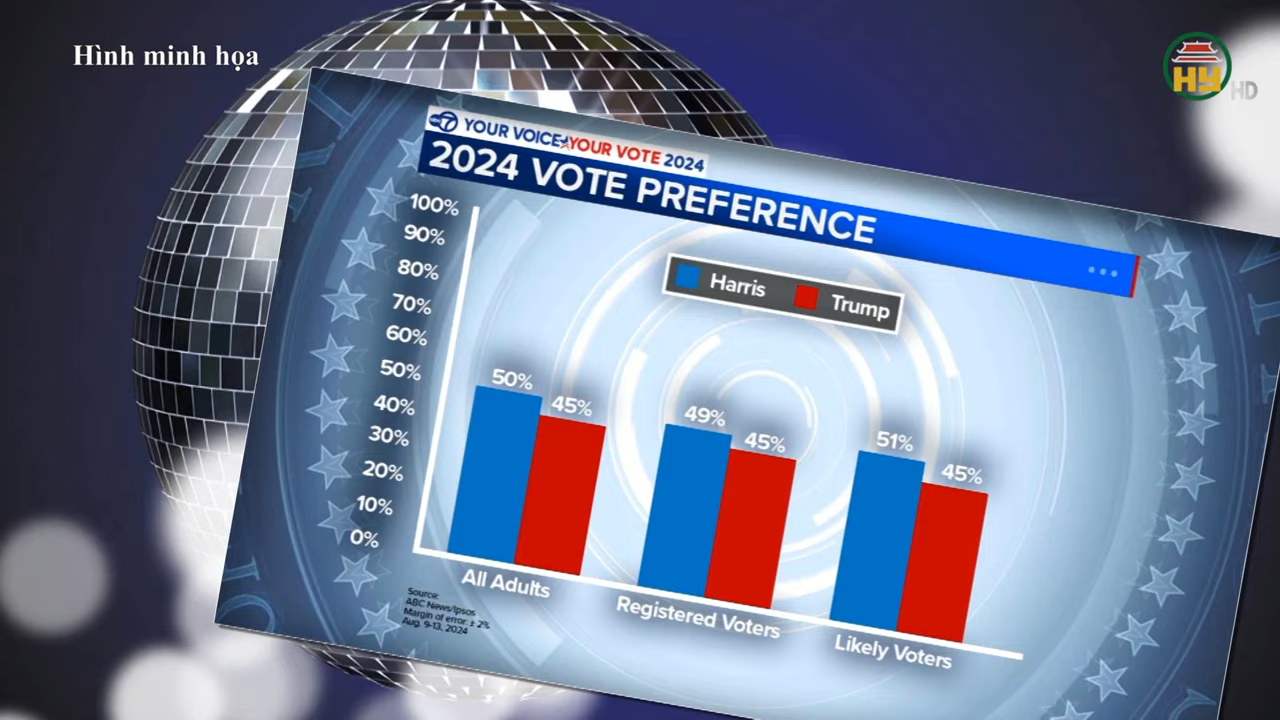 Hình minh họa
HY HD
7 YOUR VOICE YOUR VOTE 2024
2024 VOTE PREFERENCE
Harris Trump
100%
90%
80%
70%
60%
50%
40%
30%
20%
10%
0%
50% 45% 49% 45% 51% 45%
All Adults Registered Voters Likely Voters
Source:
ABC News/Ipsos
Margin of error: ± 2%
Aug. 9-13, 2024